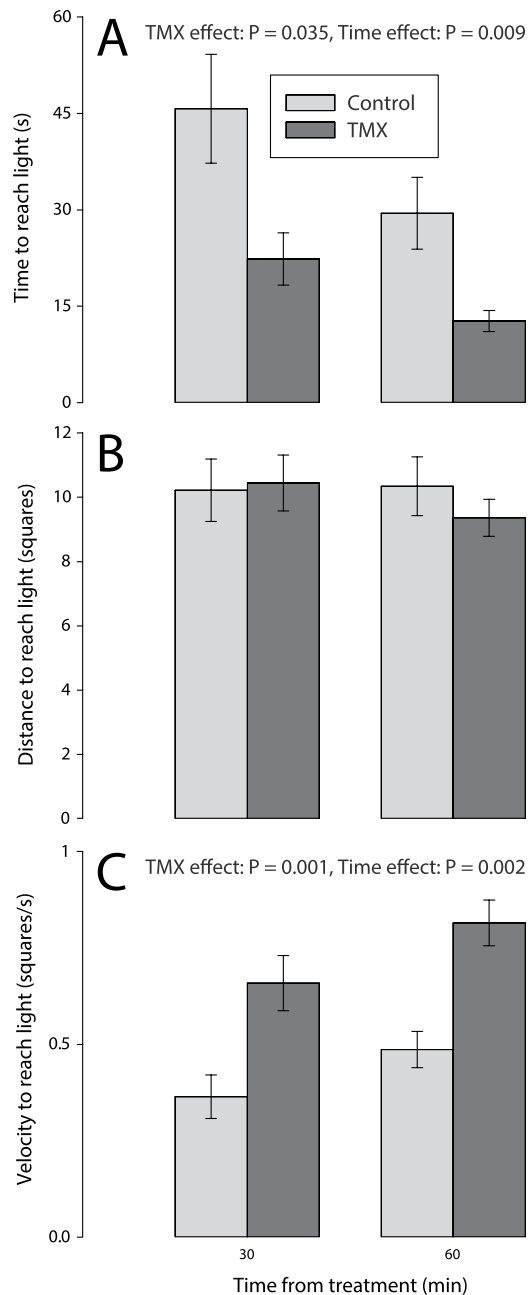 A
TMX effect: P = 0.035, Time effect: P = 0.009
Control
TMX
Time to reach light (s)
60
45
30
15
0
B
Distance to reach light (squares)
12
10
8
6
4
2
0
C
TMX effect: P = 0.001, Time effect: P = 0.002
Velocity to reach light (squares/s)
1
0.5
0.0
30
60
Time from treatment (min)